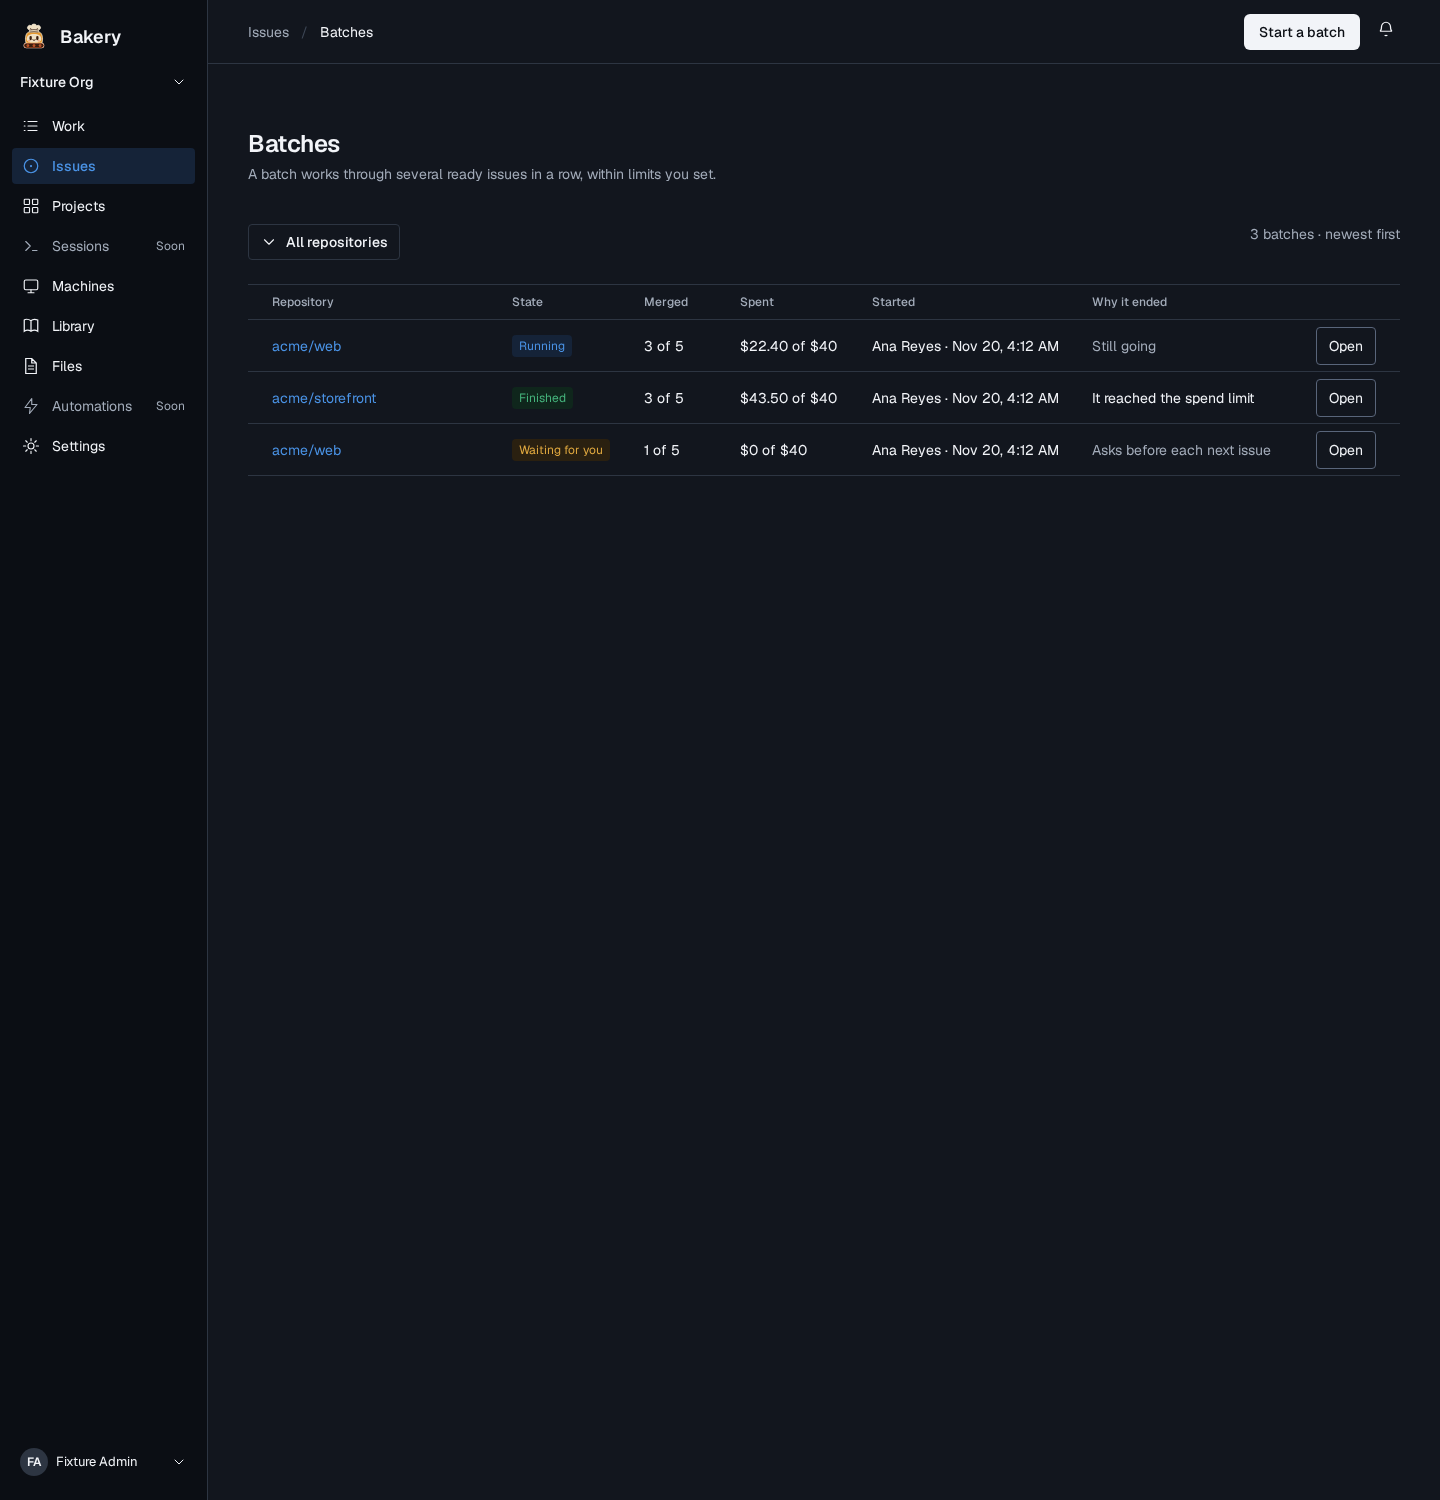 Bakery
Fixture Org
Work
Issues
Projects
Sessions Soon
Machines
Library
Files
Automations Soon
Settings
FA Fixture Admin
Issues / Batches
Start a batch
Batches
A batch works through several ready issues in a row, within limits you set.
All repositories
3 batches · newest first
Repository State Merged Spent Started Why it ended
acme/web Running 3 of 5 $22.40 of $40 Ana Reyes · Nov 20, 4:12 AM Still going Open
acme/storefront Finished 3 of 5 $43.50 of $40 Ana Reyes · Nov 20, 4:12 AM It reached the spend limit Open
acme/web Waiting for you 1 of 5 $0 of $40 Ana Reyes · Nov 20, 4:12 AM Asks before each next issue Open